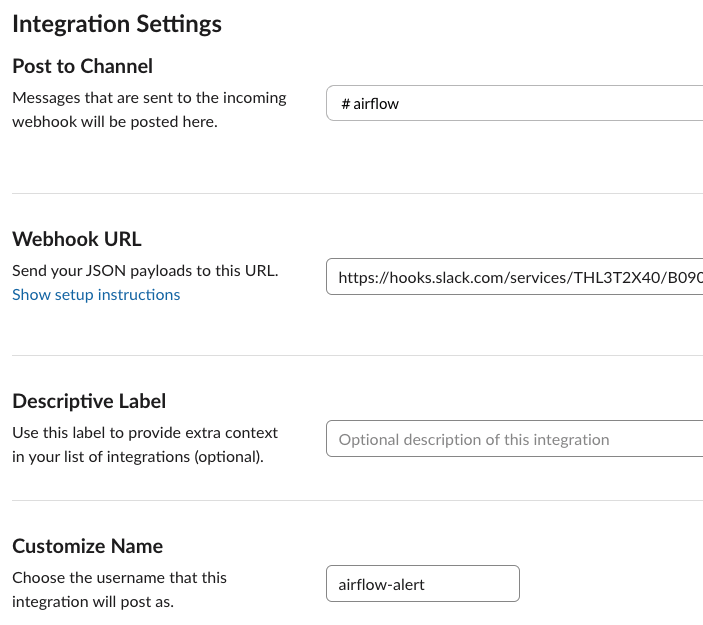 Integration Settings
Post to Channel
Messages that are sent to the incoming
webhook will be posted here.
# airflow
Webhook URL
Send your JSON payloads to this URL.
Show setup instructions
https://hooks.slack.com/services/THL3T2X40/B090
Descriptive Label
Use this label to provide extra context
in your list of integrations (optional).
Optional description of this integration
Customize Name
Choose the username that this
integration will post as.
airflow-alert